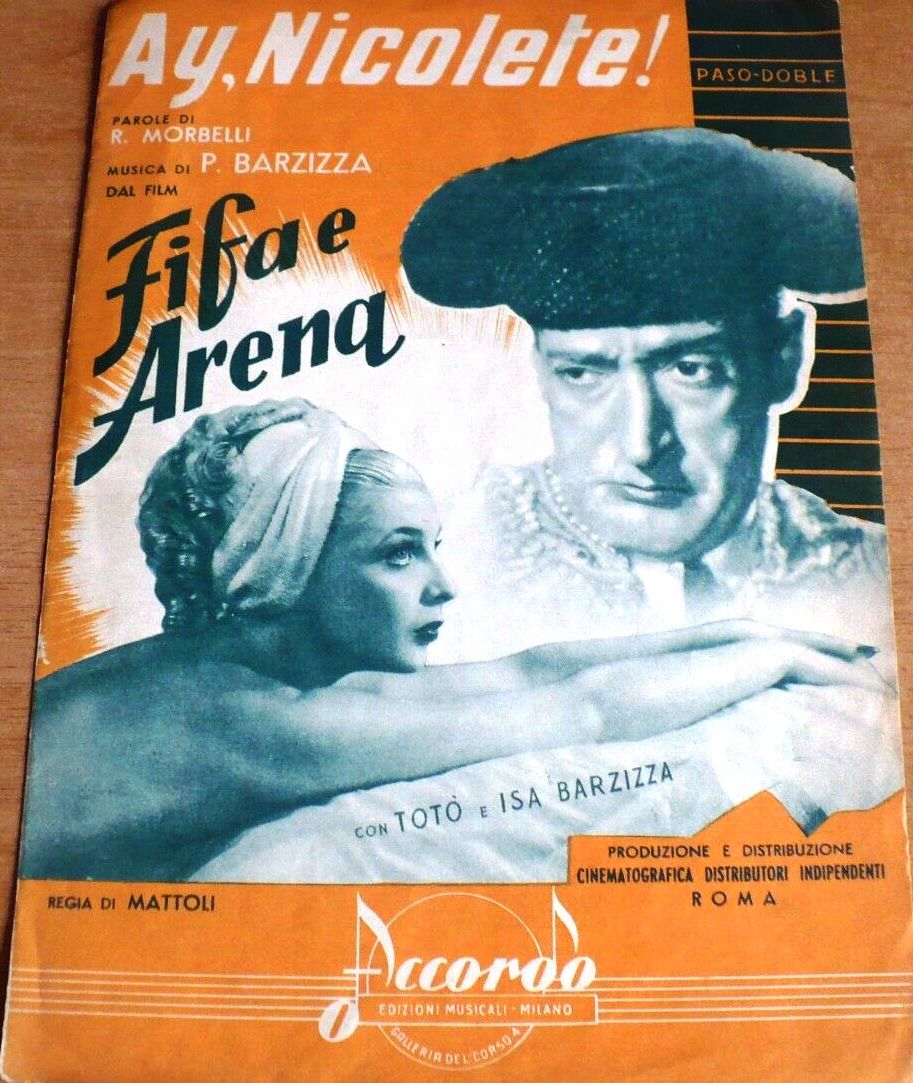 Ay, Nicolete!
PASO-DOBLE
PAROLE DI
R. MORBELLI
MUSICA DI P. BARZIZZA
DAL FILM
Fifa e
Arena
CON TOTÒ E ISA BARZIZZA
PRODUZIONE E DISTRIBUZIONE
CINEMATOGRAFICA DISTRIBUTORI INDIPENDENTI
ROMA
REGIA DI MATTOLI
Accordo
EDIZIONI MUSICALI - MILANO
GALLERIA DEL CORSO 4